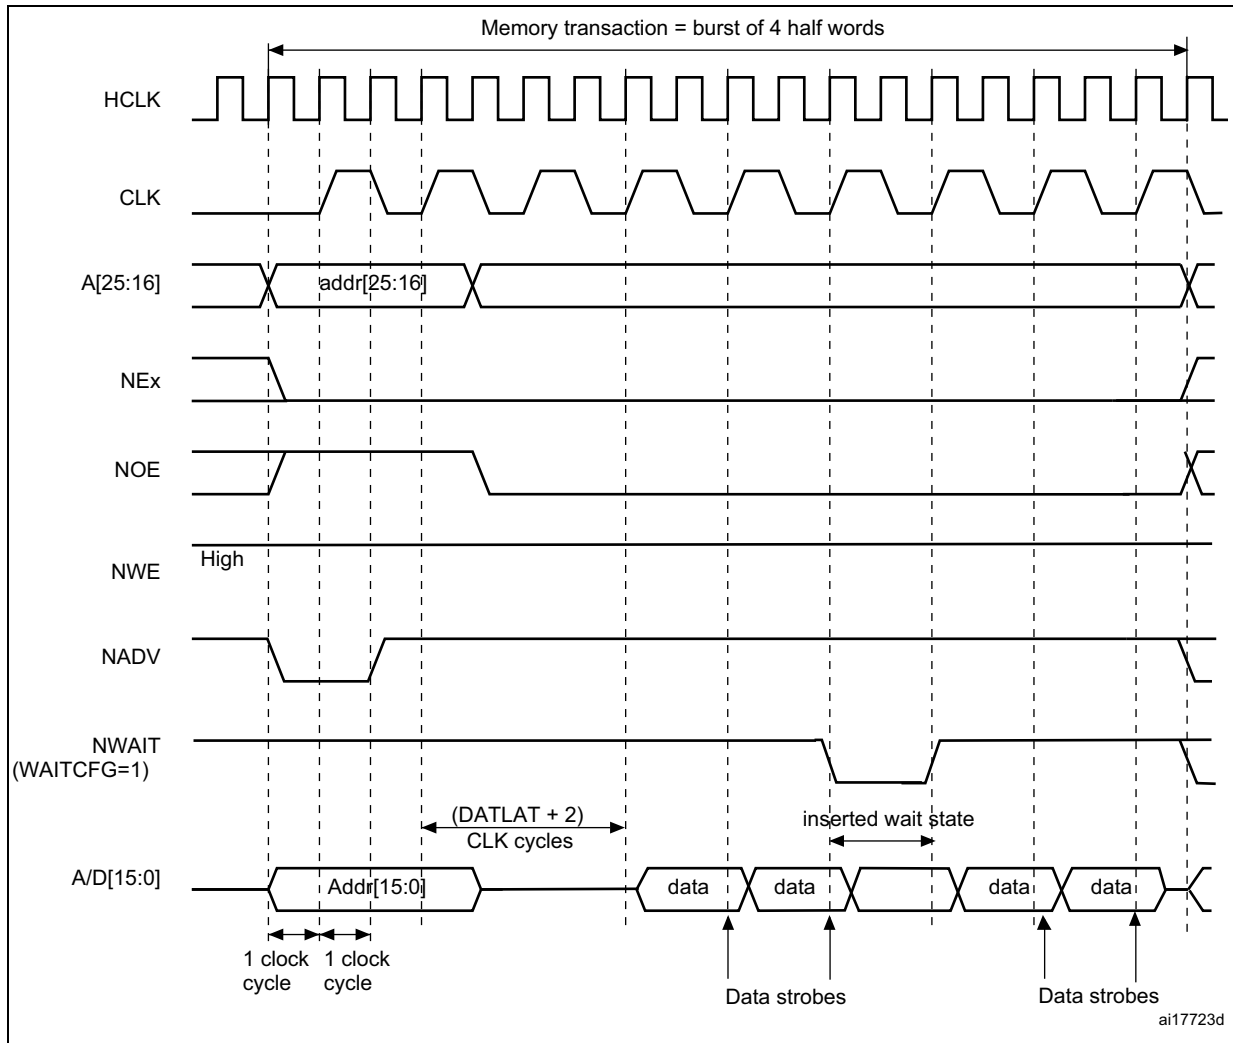 Memory transaction = burst of 4 half words
HCLK
CLK
A[25:16]
addr[25:16]
NEx
NOE
High
NWE
NADV
NWAIT
(WAITCFG=1)
(DATLAT + 2)
CLK cycles
inserted wait state
A/D[15:0]
Addr[15:0]
data
data
data
data
1 clock
cycle
1 clock
cycle
Data strobes
Data strobes
ai17723d